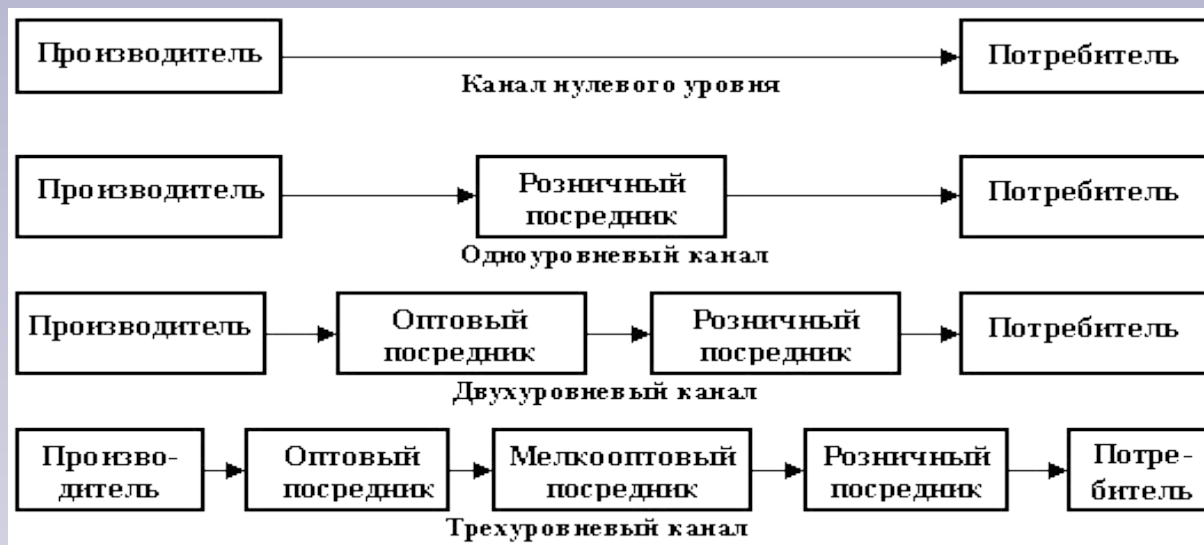 Производитель
Потребитель
Канал нулевого уровня
Производитель
Розничный
посредник
Потребитель
Одноуровневый канал
Производитель
Оптовый
посредник
Розничный
посредник
Потребитель
Двухуровневый канал
Произво-
дитель
Оптовый
посредник
Мелкооптовый
посредник
Розничный
посредник
Потре-
битель
Трехуровневый канал